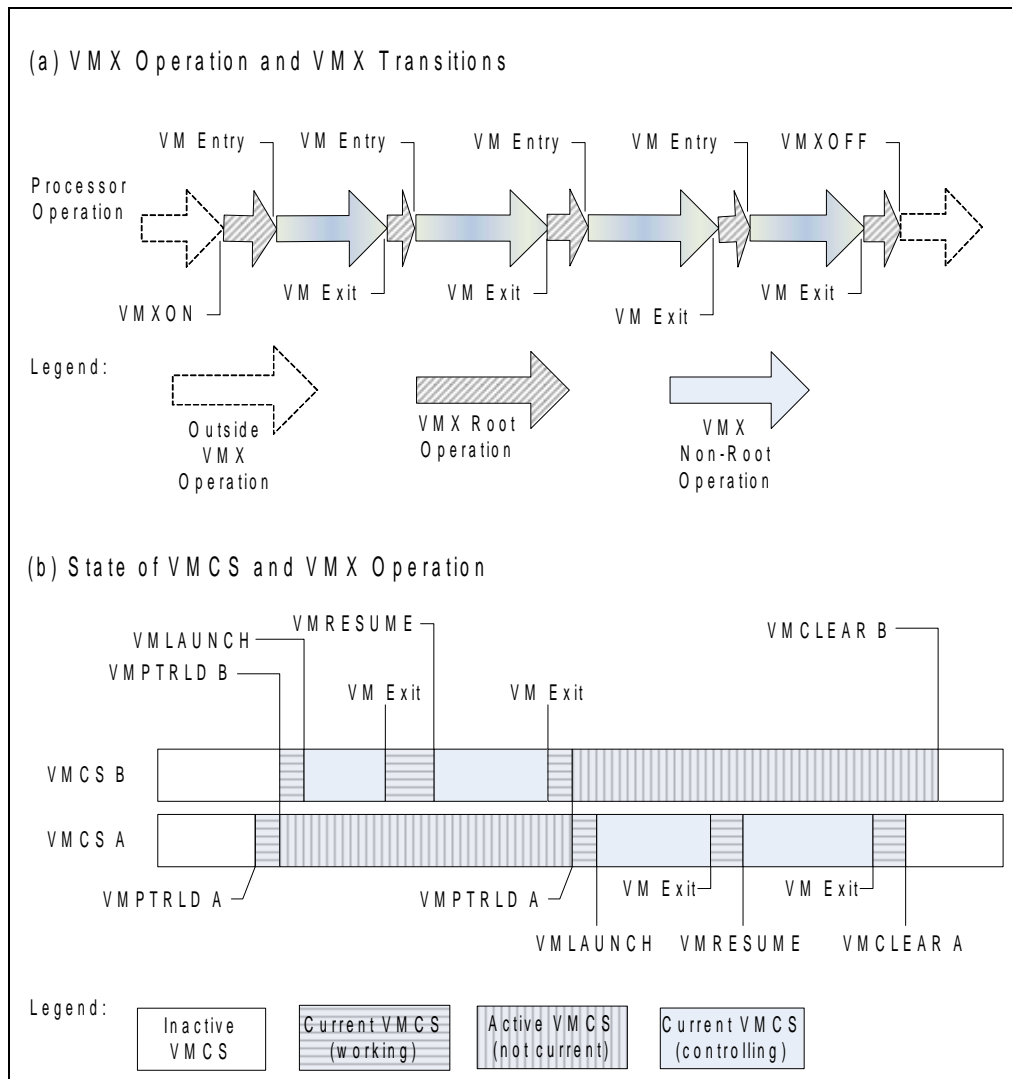 (a) VMX Operation and VMX Transitions
VM Entry
VM Entry
VM Entry
VM Entry
VMXOFF
Processor
Operation
VMXON
VM Exit
VM Exit
VM Exit
VM Exit
Legend:
Outside
VMX
Operation
VMX Root
Operation
VMX
Non-Root
Operation
(b) State of VMCS and VMX Operation
VMRESUME
VMLAUNCH
VMCLEAR B
VMPTRLD B
VM Exit
VM Exit
VMCS B
VMCS A
VMPTRLD A
VMPTRLD A
VM Exit
VM Exit
VMLAUNCH
VMRESUME
VMCLEAR A
Legend:
Inactive
VMCS
Current VMCS
(working)
Active VMCS
(not current)
Current VMCS
(controlling)